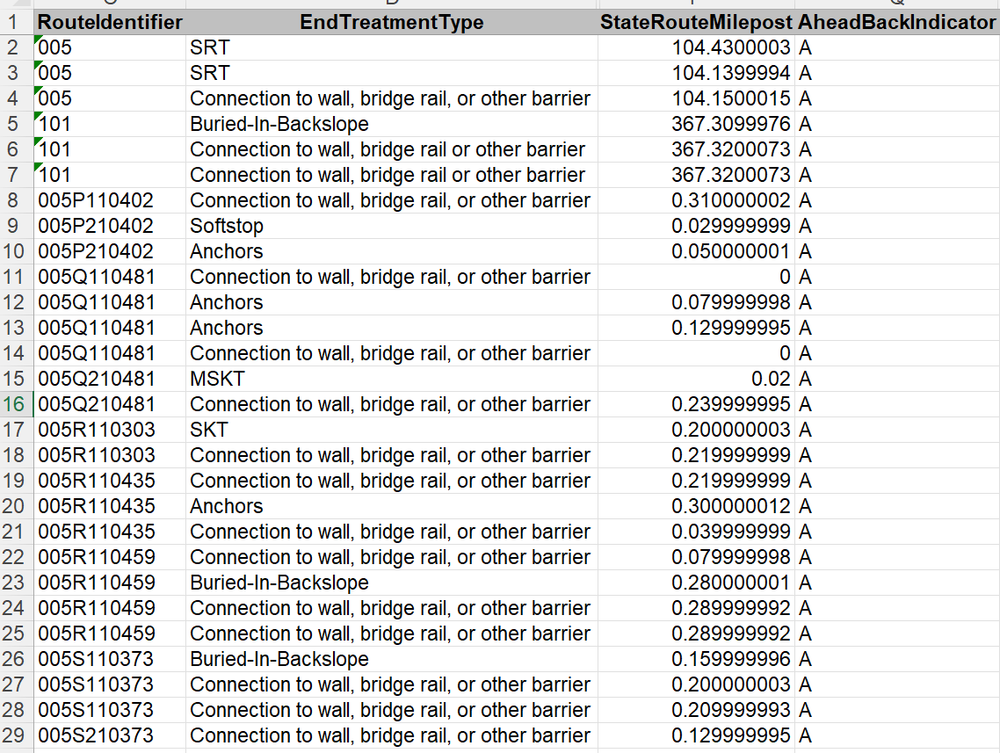 1 RouteIdentifier EndTreatmentType StateRouteMilepost AheadBackIndicator
2 005 SRT 104.4300003 A
3 005 SRT 104.1399994 A
4 005 Connection to wall, bridge rail, or other barrier 104.1500015 A
5 101 Buried-In-Backslope 367.3099976 A
6 101 Connection to wall, bridge rail or other barrier 367.3200073 A
7 101 Connection to wall, bridge rail or other barrier 367.3200073 A
8 005P110402 Connection to wall, bridge rail, or other barrier 0.310000002 A
9 005P210402 Softstop 0.029999999 A
10 005P210402 Anchors 0.050000001 A
11 005Q110481 Connection to wall, bridge rail, or other barrier 0 A
12 005Q110481 Anchors 0.079999998 A
13 005Q110481 Anchors 0.129999995 A
14 005Q110481 Connection to wall, bridge rail, or other barrier 0 A
15 005Q210481 MSKT 0.02 A
16 005Q210481 Connection to wall, bridge rail, or other barrier 0.239999995 A
17 005R110303 SKT 0.200000003 A
18 005R110303 Connection to wall, bridge rail, or other barrier 0.219999999 A
19 005R110435 Connection to wall, bridge rail, or other barrier 0.219999999 A
20 005R110435 Anchors 0.300000012 A
21 005R110435 Connection to wall, bridge rail, or other barrier 0.039999999 A
22 005R110459 Connection to wall, bridge rail, or other barrier 0.079999998 A
23 005R110459 Buried-In-Backslope 0.280000001 A
24 005R110459 Connection to wall, bridge rail, or other barrier 0.289999992 A
25 005R110459 Connection to wall, bridge rail, or other barrier 0.289999992 A
26 005S110373 Buried-In-Backslope 0.159999996 A
27 005S110373 Connection to wall, bridge rail, or other barrier 0.200000003 A
28 005S110373 Connection to wall, bridge rail, or other barrier 0.209999993 A
29 005S210373 Connection to wall, bridge rail, or other barrier 0.129999995 A